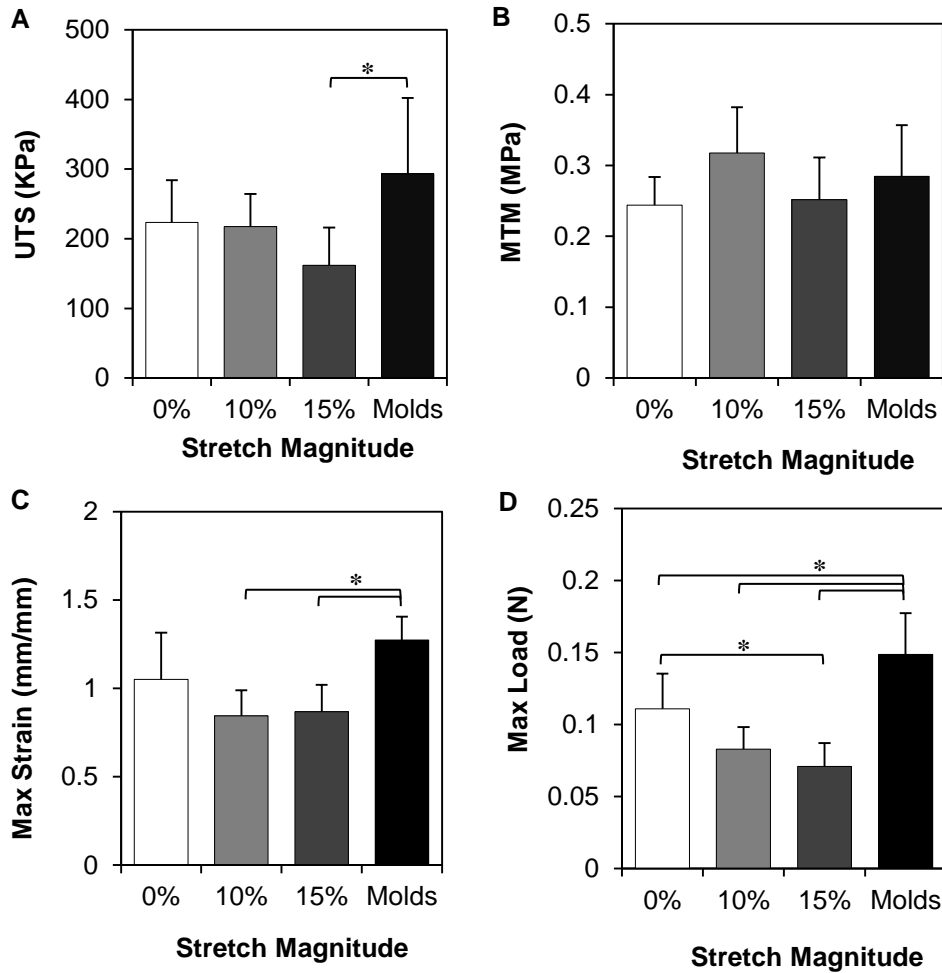 A
500
400
300
200
100
0
UTS (KPa)
*
0% 10% 15% Molds
Stretch Magnitude
B
0.5
0.4
0.3
0.2
0.1
0
MTM (MPa)
0% 10% 15% Molds
Stretch Magnitude
C
2
1.5
1
0.5
0
Max Strain (mm/mm)
*
0% 10% 15% Molds
Stretch Magnitude
D
0.25
0.2
0.15
0.1
0.05
0
Max Load (N)
*
*
0% 10% 15% Molds
Stretch Magnitude